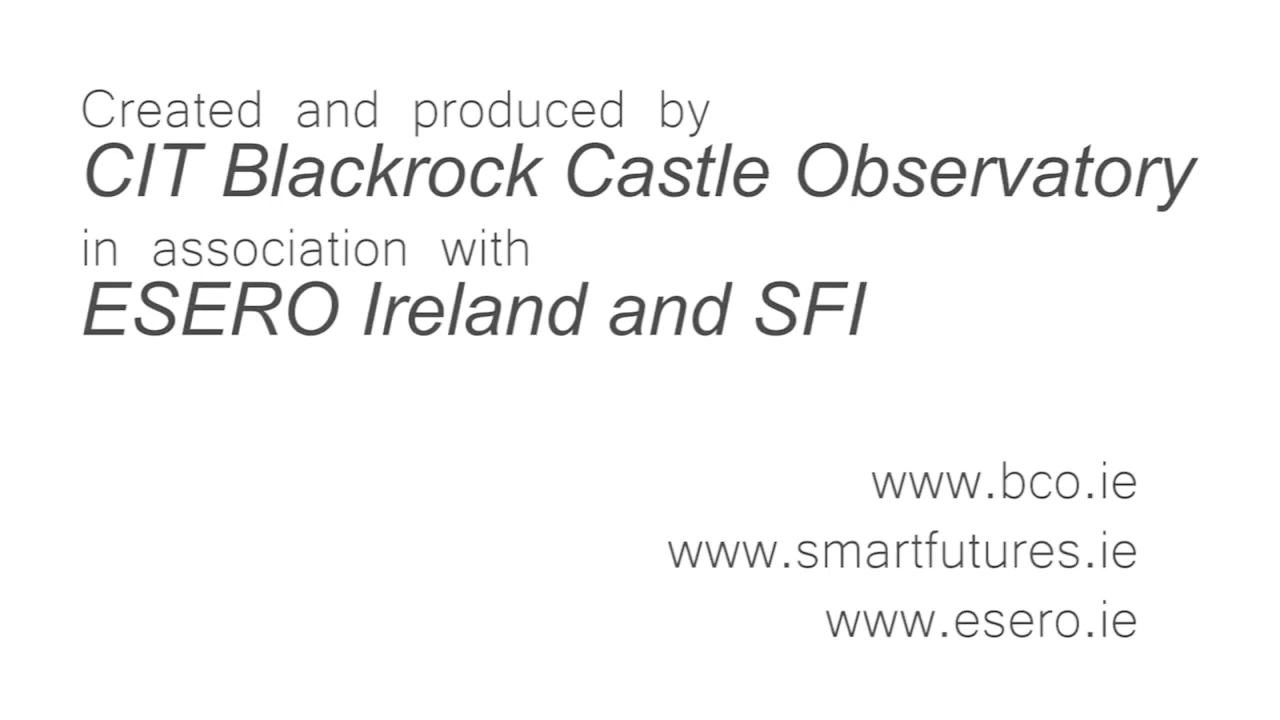 Created and produced by
CIT Blackrock Castle Observatory
in association with
ESERO Ireland and SFI
www.bco.ie
www.smartfutures.ie
www.esero.ie